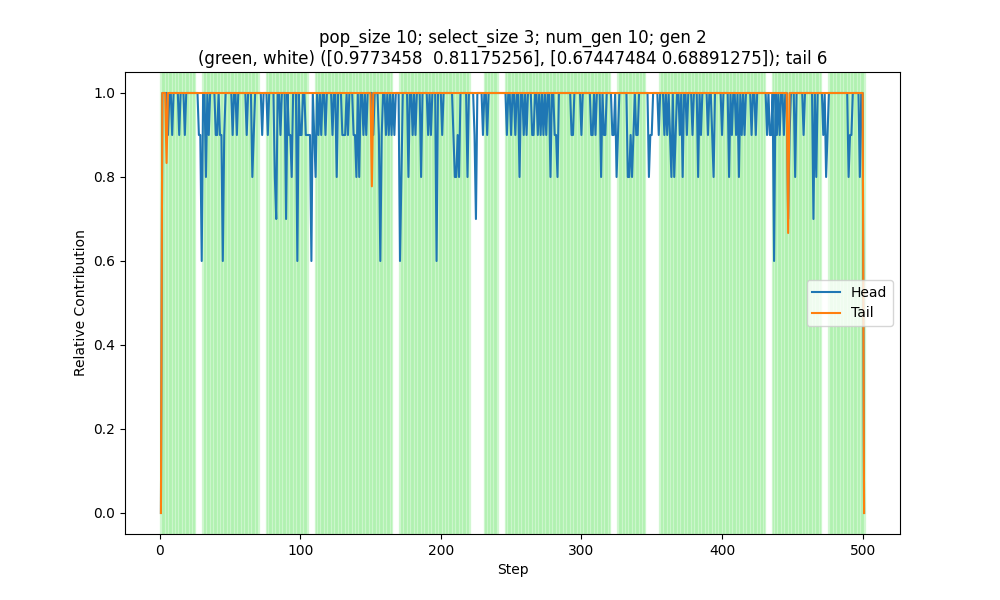 pop_size 10; select_size 3; num_gen 10; gen 2
(green, white) ([0.9773458  0.81175256], [0.67447484 0.68891275]); tail 6
1.0
0.8
0.6
0.4
0.2
0.0
Relative Contribution
Head
Tail
0 100 200 300 400 500
Step